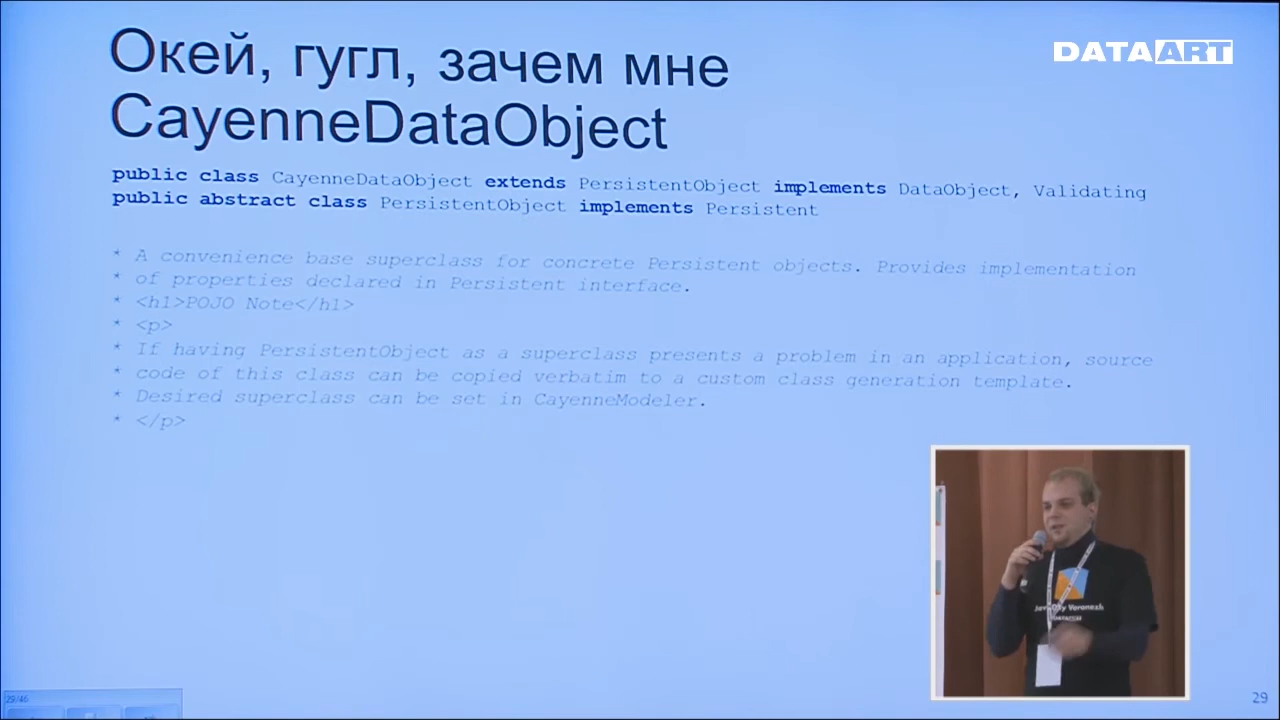 Окей, гугл, зачем мне
CayenneDataObject
DATAART
public class CayenneDataObject extends PersistentObject implements DataObject, Validating
public abstract class PersistentObject implements Persistent
* A convenience base superclass for concrete Persistent objects. Provides implementation
* of properties declared in Persistent interface.
* <h1>POJO Note</h1>
* <p>
* If having PersistentObject as a superclass presents a problem in an application, source
* code of this class can be copied verbatim to a custom class generation template.
* Desired superclass can be set in CayenneModeler.
* </p>
29/46
29